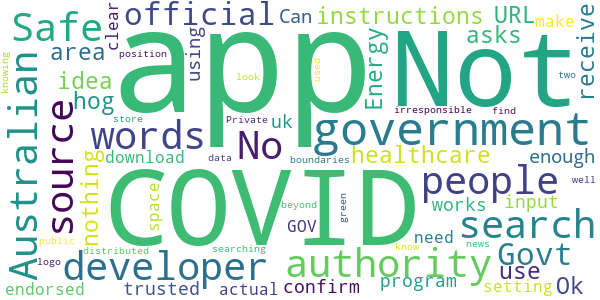 Safe official Can instructions URL make
clear area using asks receive
knowing position idea hog app Not Energy
look used two
store Private uk irresponsible find
Australian source words No government
download data boundaries healthcare enough well
nothing space beyond green people works input search
COVID GOV need
public distributed searching know news
logo developer authority Govt use
endorsed trusted actual confirm program setting Ok